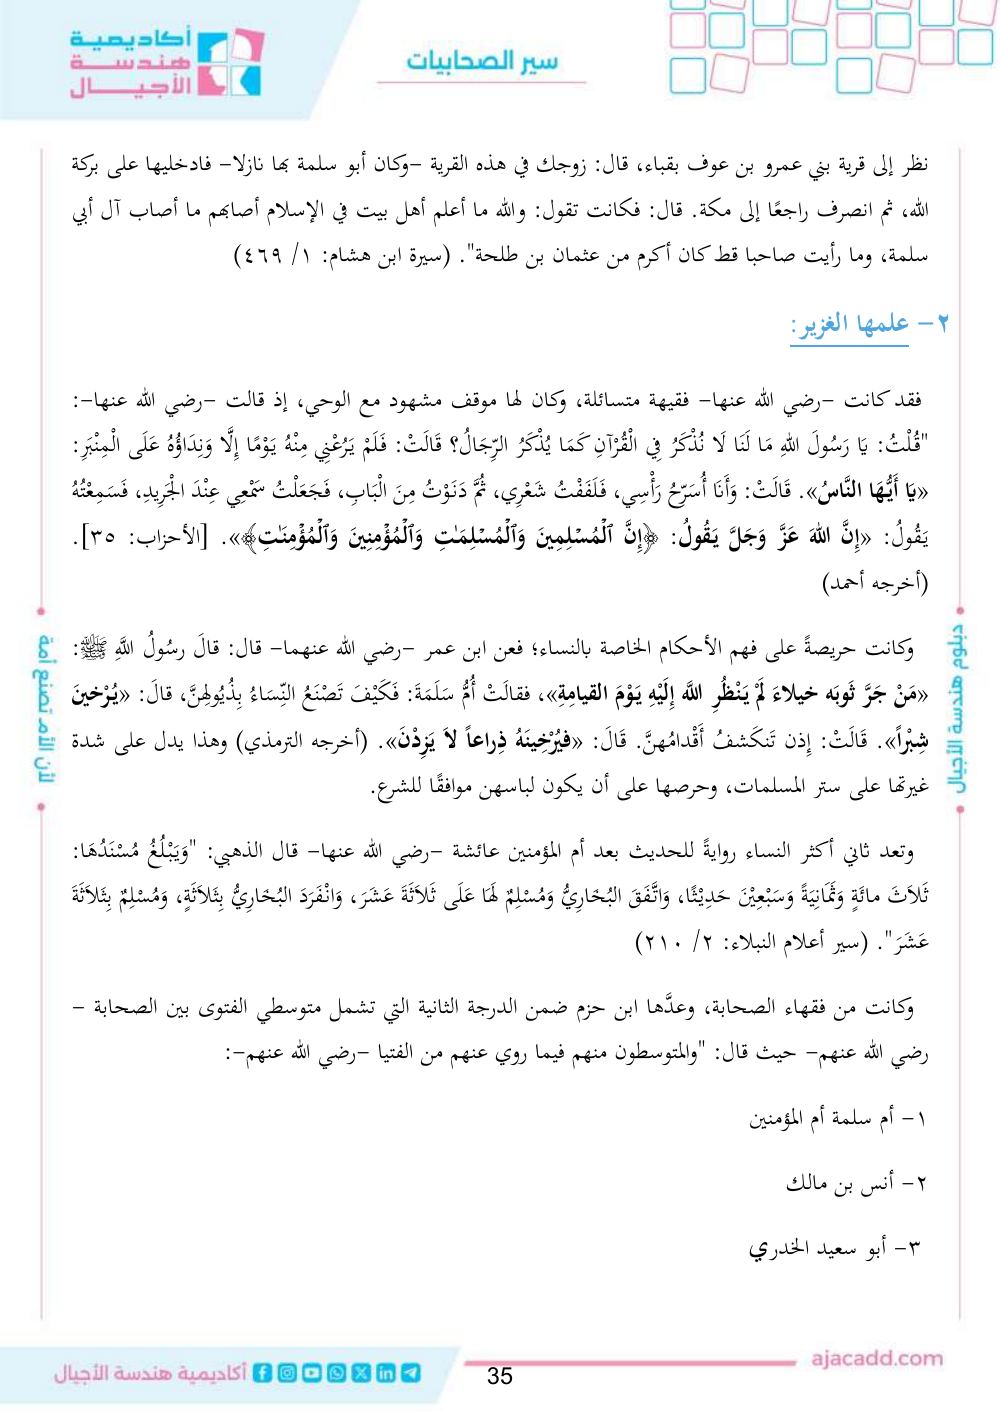 أكاديمية
هندسة
الأجيال
سير الصحابيات
نظر إلى قرية بني عمرو بن عوف بقباء، قال: زوجك في هذه القرية –وكان أبو سلمة بها نازلا– فادخليها على بركة
الله، ثم انصرف راجعًا إلى مكة. قال: فكانت تقول: والله ما أعلم أهل بيت في الإسلام أصابهم ما أصاب آل أبي
سلمة، وما رأيت صاحبا قط كان أكرم من عثمان بن طلحة". (سيرة ابن هشام: ١/ ٤٦٩)
٢– علمها الغزير:
فقد كانت –رضي الله عنها– فقيهة متسائلة، وكان لها موقف مشهود مع الوحي، إذ قالت –رضي الله عنها–:
"قُلْتُ: يَا رَسُولَ اللهِ مَا لَنَا لَا نُذْكَرُ فِي الْقُرْآنِ كَمَا يُذْكَرُ الرِّجَالُ؟ قَالَتْ: فَلَمْ يَرُعْنِي مِنْهُ يَوْمًا إِلَّا وَنِدَاؤُهُ عَلَى الْمِنْبَرِ:
«يَا أَيُّهَا النَّاسُ». قَالَتْ: وَأَنَا أُسَرِّحُ رَأْسِي، فَلَفَفْتُ شَعْرِي، ثُمَّ دَنَوْتُ مِنَ الْبَابِ، فَجَعَلْتُ سَمْعِي عِنْدَ الْجَرِيدِ، فَسَمِعْتُهُ
يَقُولُ: «إِنَّ اللهَ عَزَّ وَجَلَّ يَقُولُ: ﴿إِنَّ ٱلْمُسْلِمِينَ وَٱلْمُسْلِمَٰتِ وَٱلْمُؤْمِنِينَ وَٱلْمُؤْمِنَٰتِ﴾». [الأحزاب: ٣٥].
(أخرجه أحمد)
وكانت حريصةً على فهم الأحكام الخاصة بالنساء؛ فعن ابن عمر –رضي الله عنهما– قال: قالَ رسُولُ اللَّهِ ﷺ:
«مَنْ جَرَّ ثَوبَه خيلاءَ لَمْ يَنْظُرِ اللَّه إِلَيْهِ يَوْمَ القيامِةِ»، فقالَتْ أُمُّ سَلَمَةَ: فَكَيْفَ تَصْنَعُ النِّسَاءُ بِذُيُولِهِنَّ، قالَ: «يُرْخينَ
شِبْراً». قَالَتْ: إِذن تَنكَشفُ أَقْدامُهنَّ. قَالَ: «فيُرْخِينَهُ ذِراعاً لاَ يَزِدْنَ». (أخرجه الترمذي) وهذا يدل على شدة
غيرتها على ستر المسلمات، وحرصها على أن يكون لباسهن موافقًا للشرع.
وتعد ثاني أكثر النساء روايةً للحديث بعد أم المؤمنين عائشة –رضي الله عنها– قال الذهبي: "وَيَبْلُغُ مُسْنَدُهَا:
ثَلاَثَ مائَةٍ وَثَمَانِيَةً وَسَبْعِيْنَ حَدِيْثًا، وَاتَّفَقَ البُخَارِيُّ وَمُسْلِمٌ لَهَا عَلَى ثَلاَثَةَ عَشَرَ، وَانْفَرَدَ البُخَارِيُّ بِثَلاَثَةٍ، وَمُسْلِمٌ بِثَلاَثَةَ
عَشَرَ". (سير أعلام النبلاء: ٢/ ٢١٠)
وكانت من فقهاء الصحابة، وعدَّها ابن حزم ضمن الدرجة الثانية التي تشمل متوسطي الفتوى بين الصحابة –
رضي الله عنهم– حيث قال: "والمتوسطون منهم فيما روي عنهم من الفتيا –رضي الله عنهم–:
١– أم سلمة أم المؤمنين
٢– أنس بن مالك
٣– أبو سعيد الخدري
دبلوم هندسة الأجيال
لأن الأم تصنع أمة
ajacadd.com
35
أكاديمية هندسة الأجيال